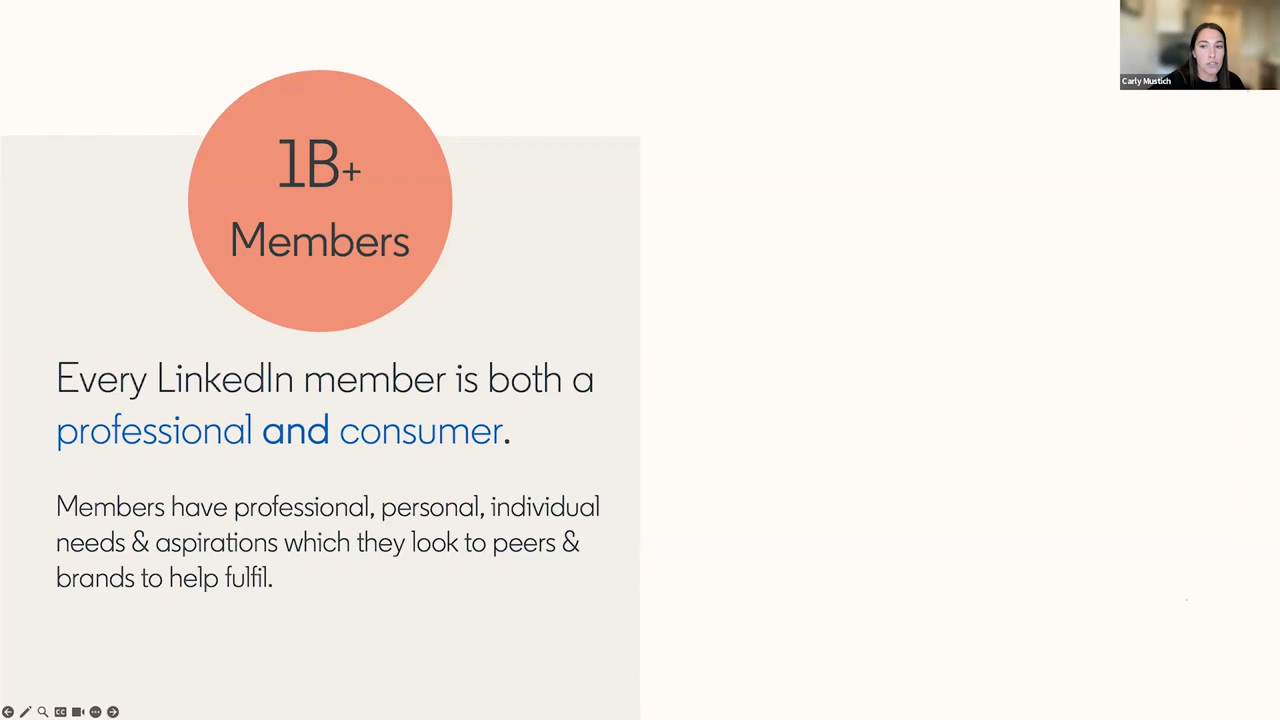 Carly Mustich
1B+
Members
Every LinkedIn member is both a
professional and consumer.
Members have professional, personal, individual
needs & aspirations which they look to peers &
brands to help fulfil.
CC